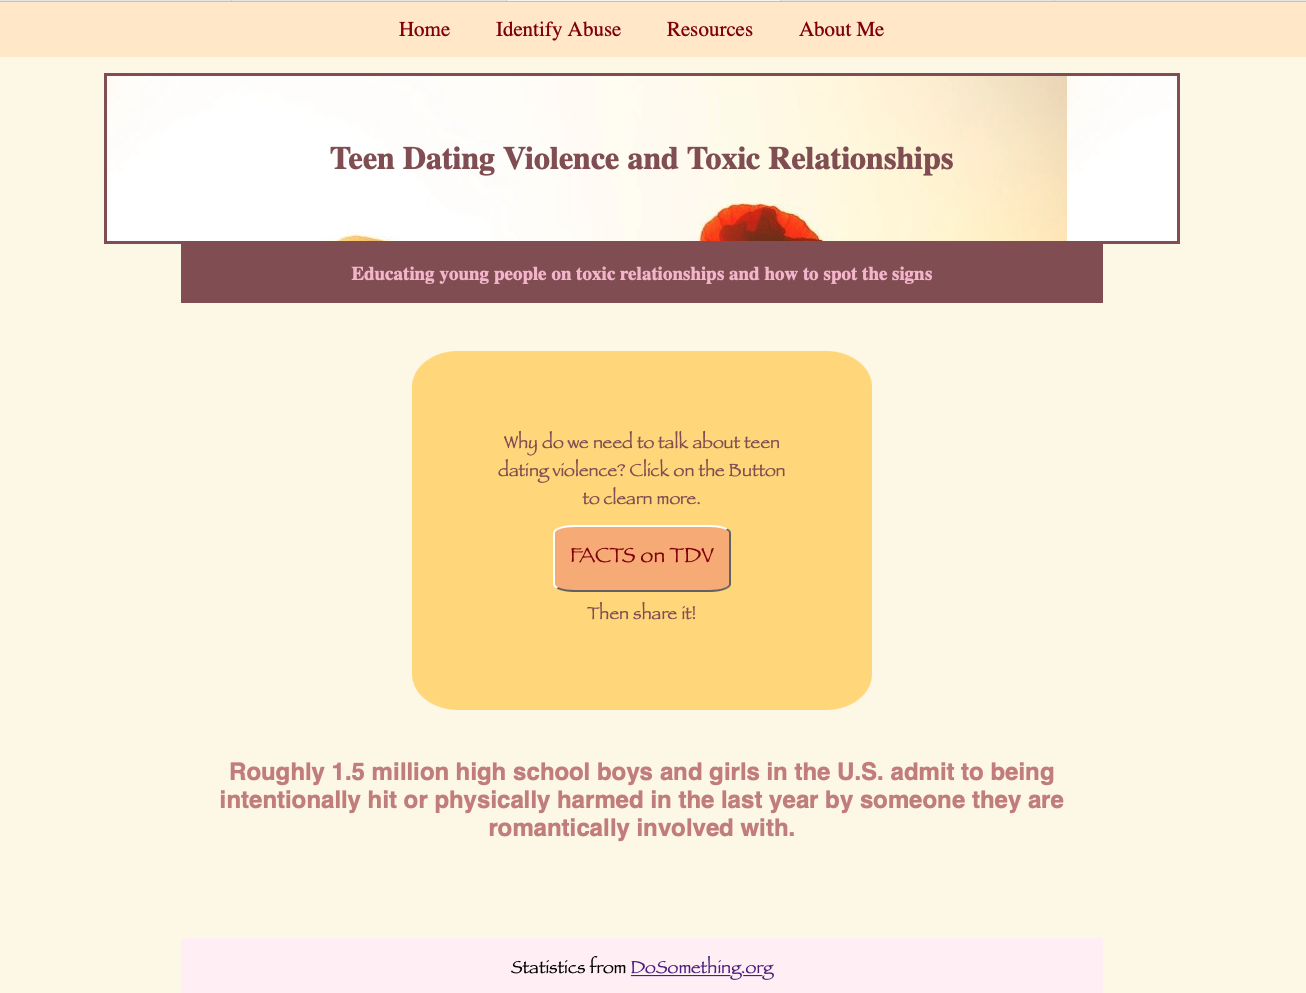 Home Identify Abuse Resources About Me
Teen Dating Violence and Toxic Relationships
Educating young people on toxic relationships and how to spot the signs
Why do we need to talk about teen
dating violence? Click on the Button
to clearn more.
FACTS on TDV
Then share it!
Roughly 1.5 million high school boys and girls in the U.S. admit to being
intentionally hit or physically harmed in the last year by someone they are
romantically involved with.
Statistics from DoSomething.org